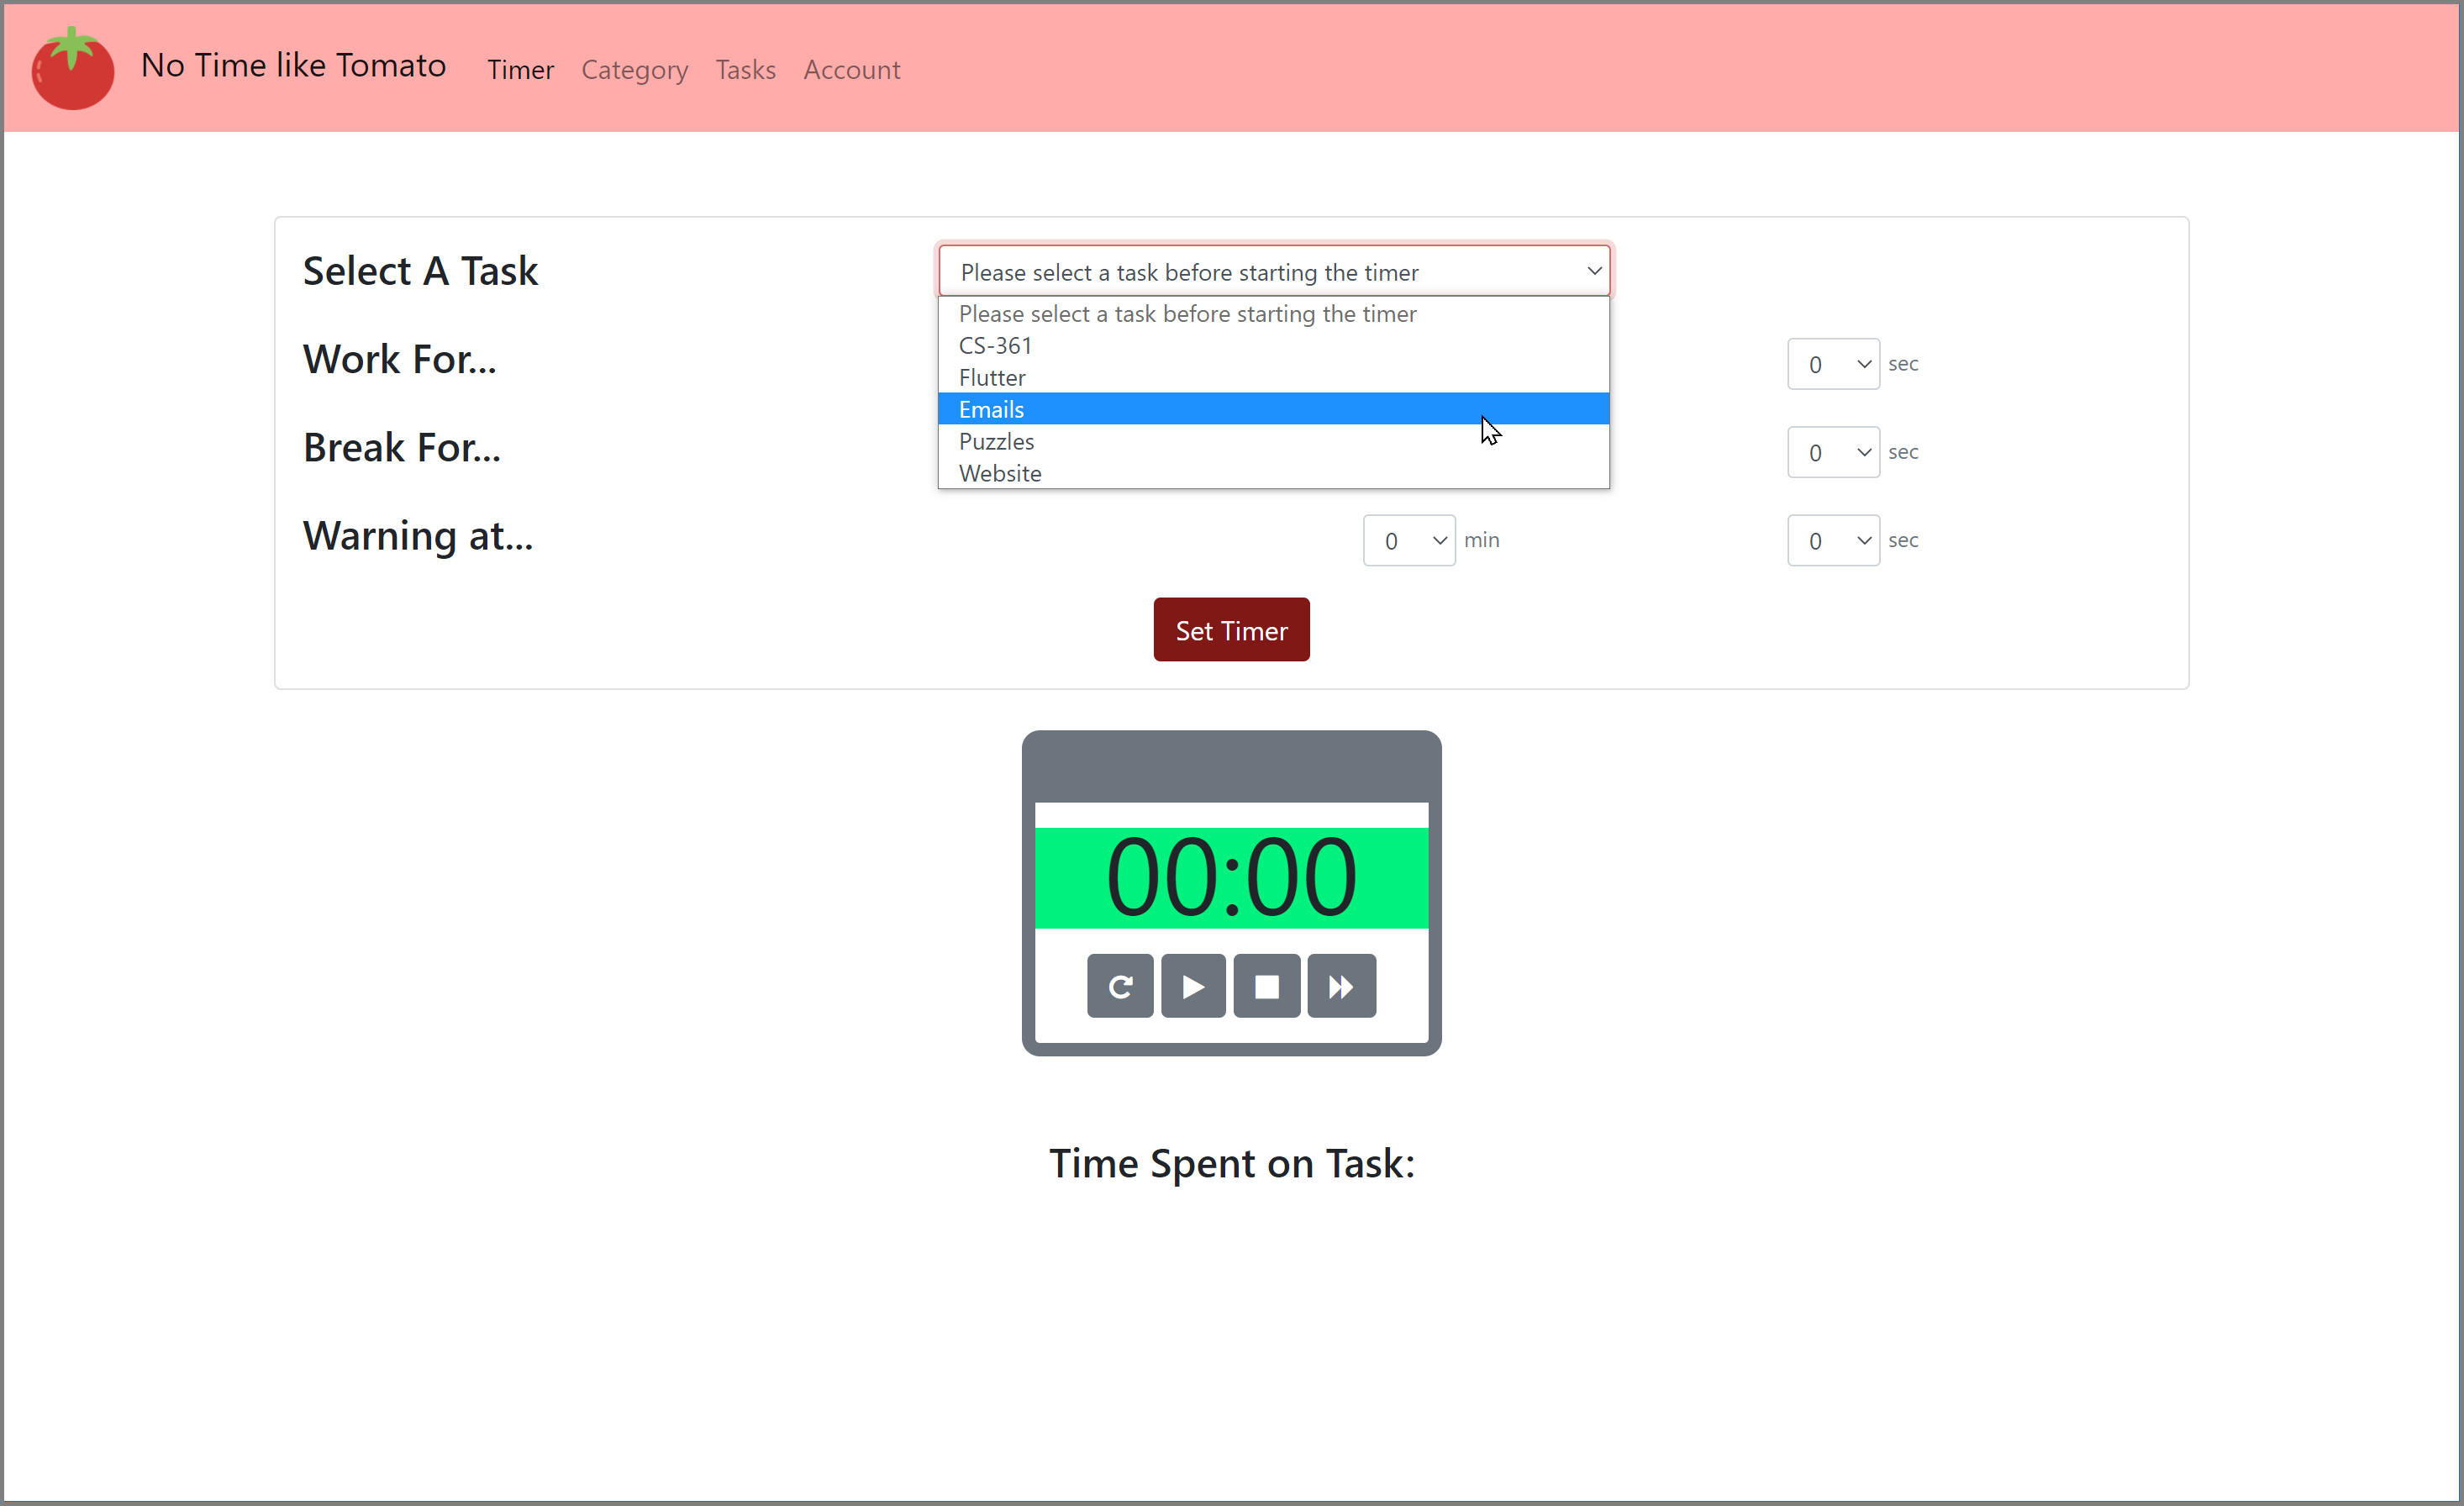 No Time like Tomato Timer Category Tasks Account
Select A Task
Please select a task before starting the timer
Please select a task before starting the timer
CS-361
Flutter
Emails
Puzzles
Website
Work For...
0 sec
Break For...
0 sec
Warning at...
0 min 0 sec
Set Timer
00:00
Time Spent on Task: